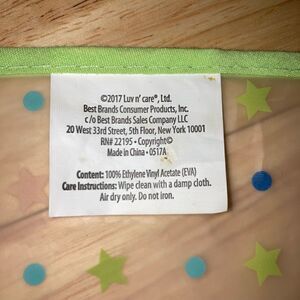 ©2017 Luv n' care®, Ltd.
Best Brands Consumer Products, Inc.
c/o Best Brands Sales Company LLC
20 West 33rd Street, 5th Floor, New York 10001
RN# 22195 • Copyright©
Made in China • 0517A
Content: 100% Ethylene Vinyl Acetate (EVA)
Care Instructions: Wipe clean with a damp cloth.
Air dry only. Do not iron.